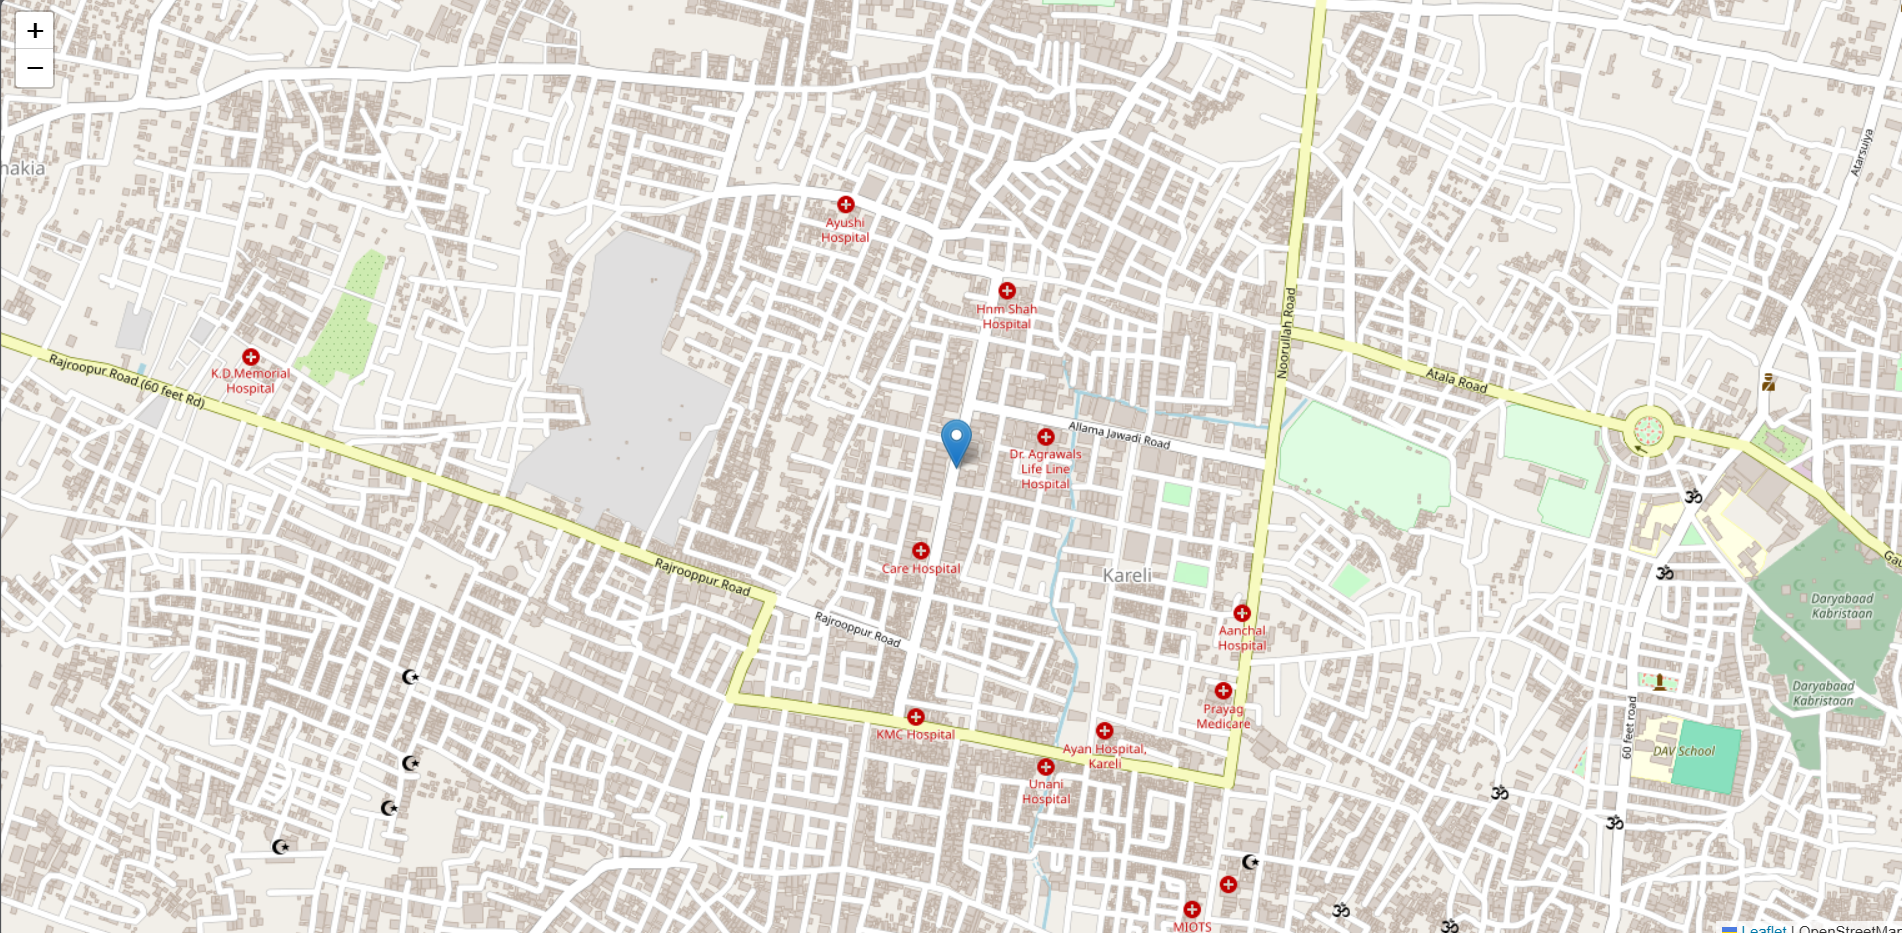 +
−
Atarsuiya
hakia
Ayushi
Hospital
Hnm Shah
Hospital
Noorullah Road
K.D.Memorial
Hospital
Rajroopur Road (60 feet Rd)
Atala Road
Allama Jawadi Road
Dr. Agrawals
Life Line
Hospital
Care Hospital
Kareli
Rajrooppur Road
Rajrooppur Road
Gau
Daryabaad
Kabristaan
Aanchal
Hospital
Daryabaad
Kabristaan
Prayag
Medicare
KMC Hospital
Ayan Hospital,
Kareli
60 feet road
DAV School
Unani
Hospital
MIOTS
Leaflet | OpenStreetMap